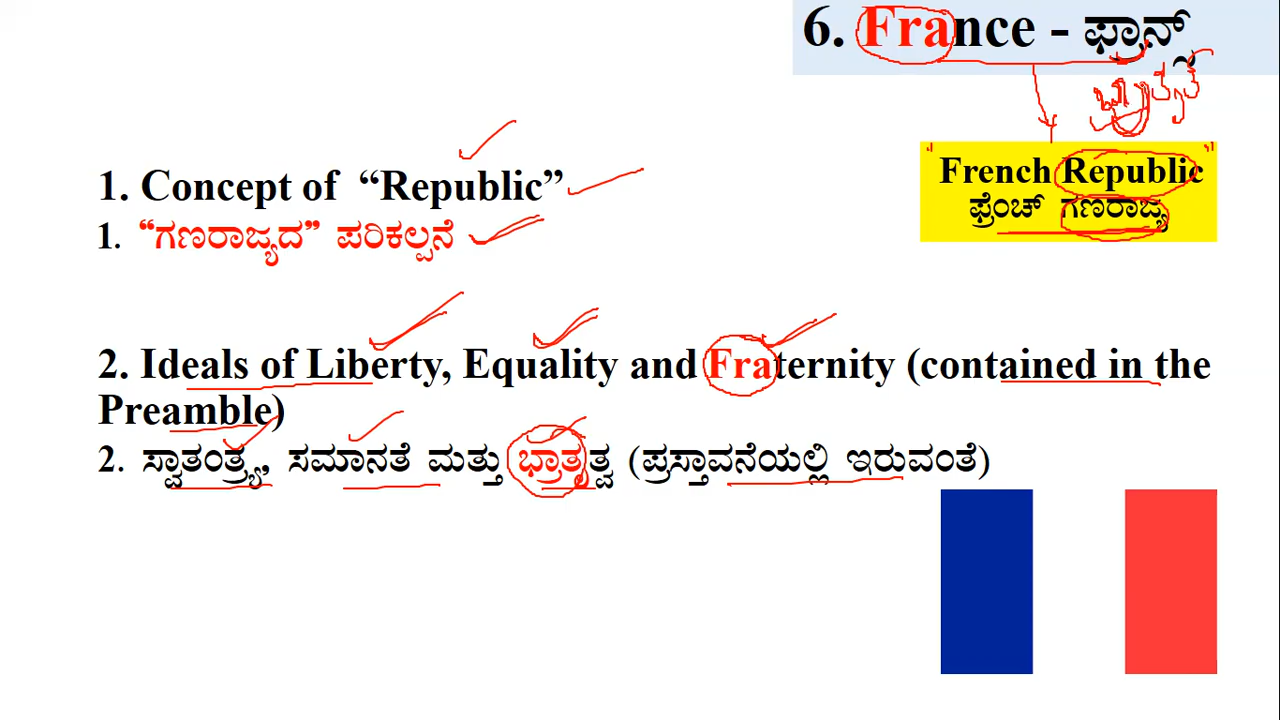 6. France - ಫ್ರಾನ್ಸ್
French Republic
ಫ್ರೆಂಚ್ ಗಣರಾಜ್ಯ
1. Concept of “Republic”
1. “ಗಣರಾಜ್ಯದ” ಪರಿಕಲ್ಪನೆ
2. Ideals of Liberty, Equality and Fraternity (contained in the
Preamble)
2. ಸ್ವಾತಂತ್ರ್ಯ, ಸಮಾನತೆ ಮತ್ತು ಭ್ರಾತೃತ್ವ (ಪ್ರಸ್ತಾವನೆಯಲ್ಲಿ ಇರುವಂತೆ)